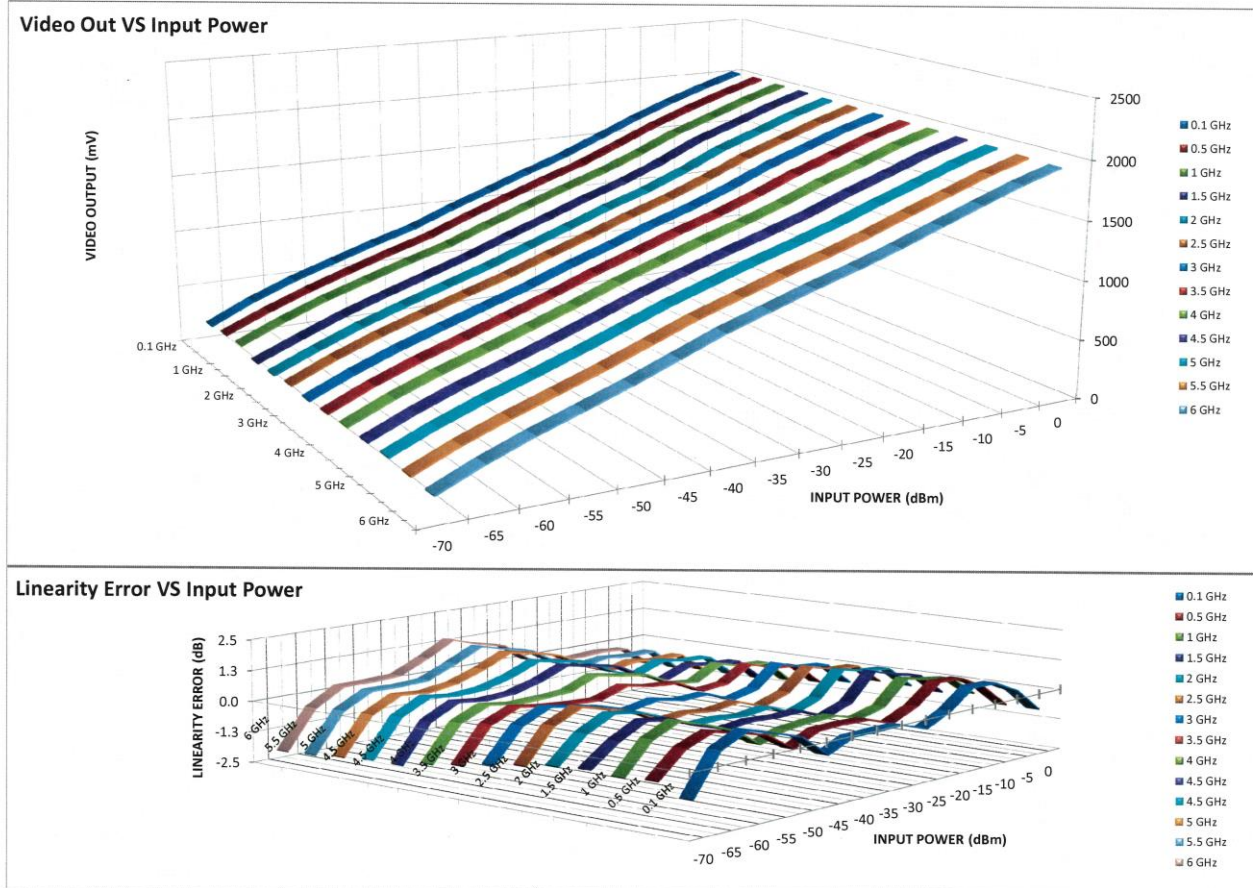 Video Out VS Input Power
VIDEO OUTPUT (mV)
2500
2000
1500
1000
500
0
0.1 GHz
1 GHz
2 GHz
3 GHz
4 GHz
5 GHz
6 GHz
-70
-65
-60
-55
-50
-45
-40
-35
-30
-25
-20
-15
-10
-5
0
INPUT POWER (dBm)
0.1 GHz
0.5 GHz
1 GHz
1.5 GHz
2 GHz
2.5 GHz
3 GHz
3.5 GHz
4 GHz
4.5 GHz
5 GHz
5.5 GHz
6 GHz
Linearity Error VS Input Power
LINEARITY ERROR (dB)
2.5
1.3
0.0
-1.3
-2.5
6 GHz
5.5 GHz
5 GHz
4.5 GHz
4.5 GHz
3.5 GHz
3 GHz
2.5 GHz
2 GHz
1.5 GHz
1 GHz
0.5 GHz
0.1 GHz
-70
-65
-60
-55
-50
-45
-40
-35
-30
-25
-20
-15
-10
-5
0
INPUT POWER (dBm)
0.1 GHz
0.5 GHz
1 GHz
1.5 GHz
2 GHz
2.5 GHz
3 GHz
3.5 GHz
4 GHz
4.5 GHz
4.5 GHz
5 GHz
5.5 GHz
6 GHz